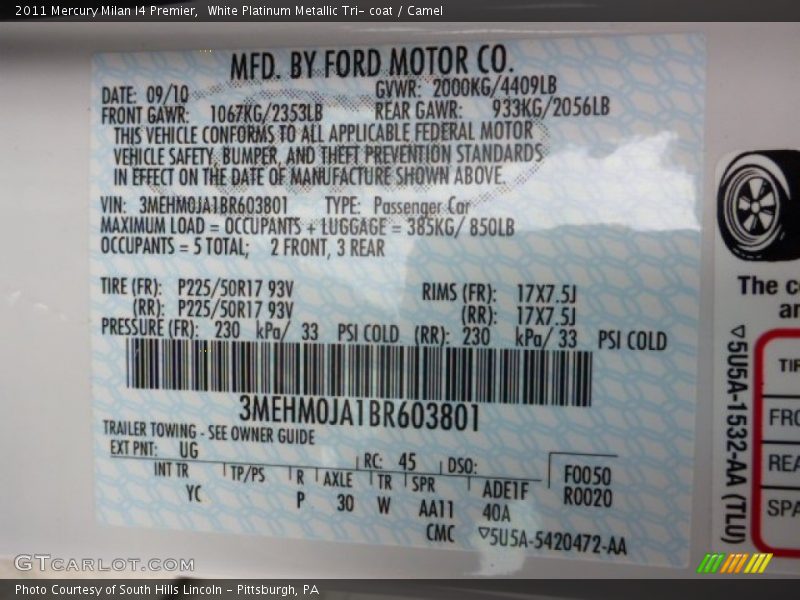 2011 Mercury Milan I4 Premier,  White Platinum Metallic Tri- coat / Camel
MFD. BY FORD MOTOR CO.
DATE: 09/10 GVWR: 2000KG/4409LB
FRONT GAWR: 1067KG/2353LB REAR GAWR: 933KG/2056LB
THIS VEHICLE CONFORMS TO ALL APPLICABLE FEDERAL MOTOR
VEHICLE SAFETY, BUMPER, AND THEFT PREVENTION STANDARDS
IN EFFECT ON THE DATE OF MANUFACTURE SHOWN ABOVE.
VIN: 3MEHM0JA1BR603801 TYPE: Passenger Car
MAXIMUM LOAD = OCCUPANTS + LUGGAGE = 385KG/ 850LB
OCCUPANTS = 5 TOTAL; 2 FRONT, 3 REAR
TIRE (FR): P225/50R17 93V RIMS (FR): 17X7.5J
(RR): P225/50R17 93V (RR): 17X7.5J
PRESSURE (FR): 230 kPa/ 33 PSI COLD (RR): 230 kPa/ 33 PSI COLD
3MEHM0JA1BR603801
TRAILER TOWING - SEE OWNER GUIDE
EXT PNT: UG RC: 45 DSO: F0050
INT TR TP/PS R AXLE TR SPR ADE1F R0020
YC P 30 W AA11 40A
CMC ▽5U5A-5420472-AA
The c
a
▽5U5A-1532-AA (TLU)
TIR
FRO
REA
SPA
GTCarLot.com
Photo Courtesy of South Hills Lincoln - Pittsburgh, PA